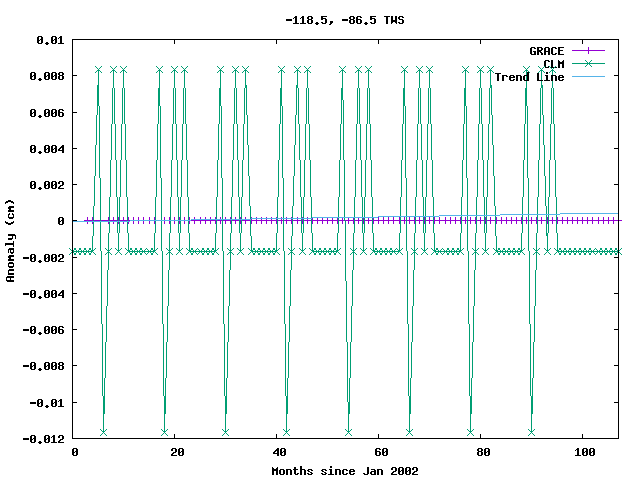 -118.5, -86.5 TWS
GRACE
CLM
Trend Line
0.01
0.008
0.006
0.004
0.002
0
-0.002
-0.004
-0.006
-0.008
-0.01
-0.012
Anomaly (cm)
0 20 40 60 80 100
Months since Jan 2002